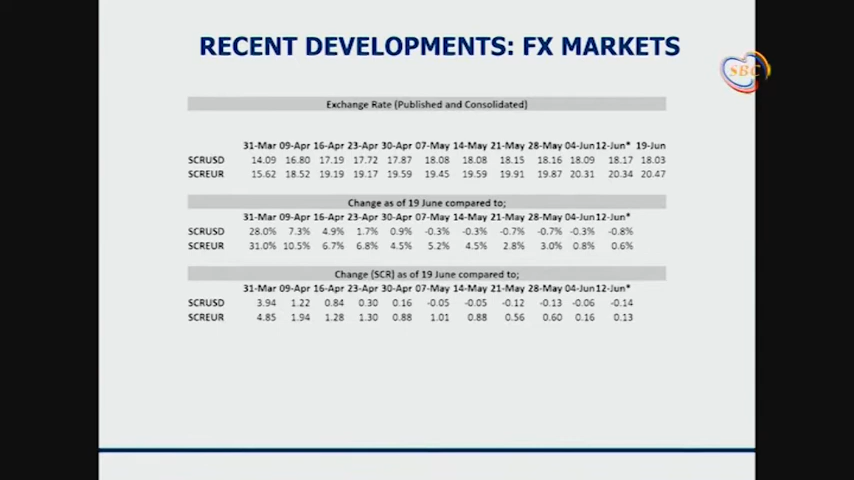 RECENT DEVELOPMENTS: FX MARKETS
SBC
Exchange Rate (Published and Consolidated)
31-Mar 09-Apr 16-Apr 23-Apr 30-Apr 07-May 14-May 21-May 28-May 04-Jun 12-Jun* 19-Jun
SCRUSD 14.09 16.80 17.19 17.72 17.87 18.08 18.08 18.15 18.16 18.09 18.17 18.03
SCREUR 15.62 18.52 19.19 19.17 19.59 19.45 19.59 19.91 19.87 20.31 20.34 20.47
Change as of 19 June compared to;
31-Mar 09-Apr 16-Apr 23-Apr 30-Apr 07-May 14-May 21-May 28-May 04-Jun 12-Jun*
SCRUSD 28.0% 7.3% 4.9% 1.7% 0.9% -0.3% -0.3% -0.7% -0.7% -0.3% -0.8%
SCREUR 31.0% 10.5% 6.7% 6.8% 4.5% 5.2% 4.5% 2.8% 3.0% 0.8% 0.6%
Change (SCR) as of 19 June compared to;
31-Mar 09-Apr 16-Apr 23-Apr 30-Apr 07-May 14-May 21-May 28-May 04-Jun 12-Jun*
SCRUSD 3.94 1.22 0.84 0.30 0.16 -0.05 -0.05 -0.12 -0.13 -0.06 -0.14
SCREUR 4.85 1.94 1.28 1.30 0.88 1.01 0.88 0.56 0.60 0.16 0.13